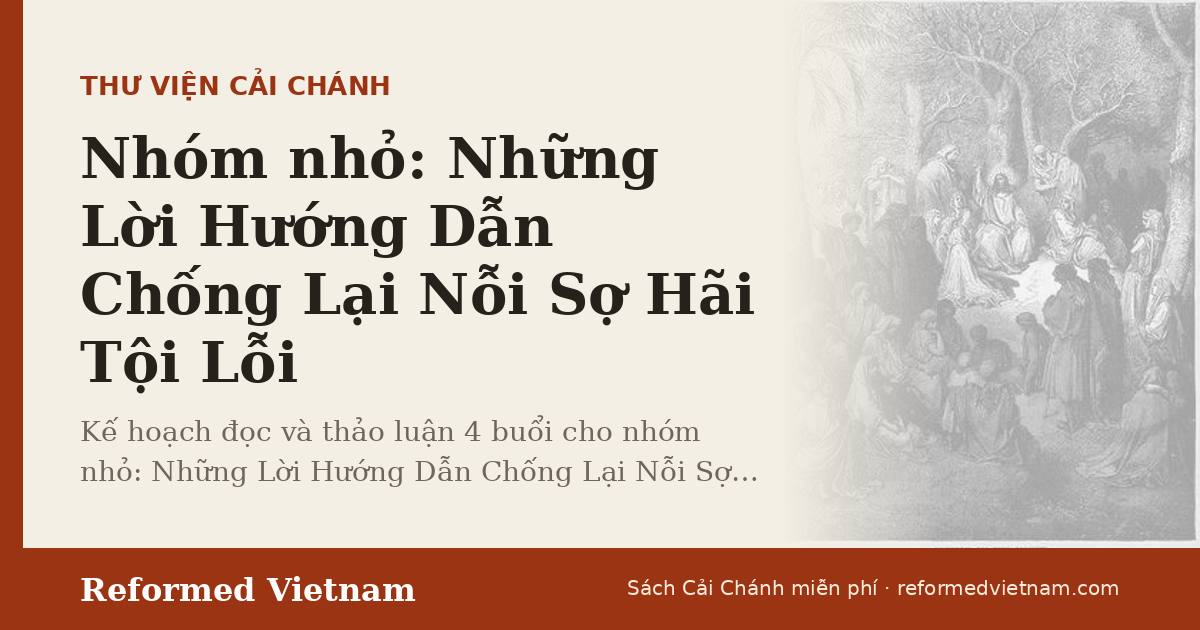 THƯ VIỆN CẢI CHÁNH
Nhóm nhỏ: Những
Lời Hướng Dẫn
Chống Lại Nỗi Sợ Hãi
Tội Lỗi
Kế hoạch đọc và thảo luận 4 buổi cho nhóm
nhỏ: Những Lời Hướng Dẫn Chống Lại Nỗi Sợ...
Reformed Vietnam
Sách Cải Chánh miễn phí · reformedvietnam.com